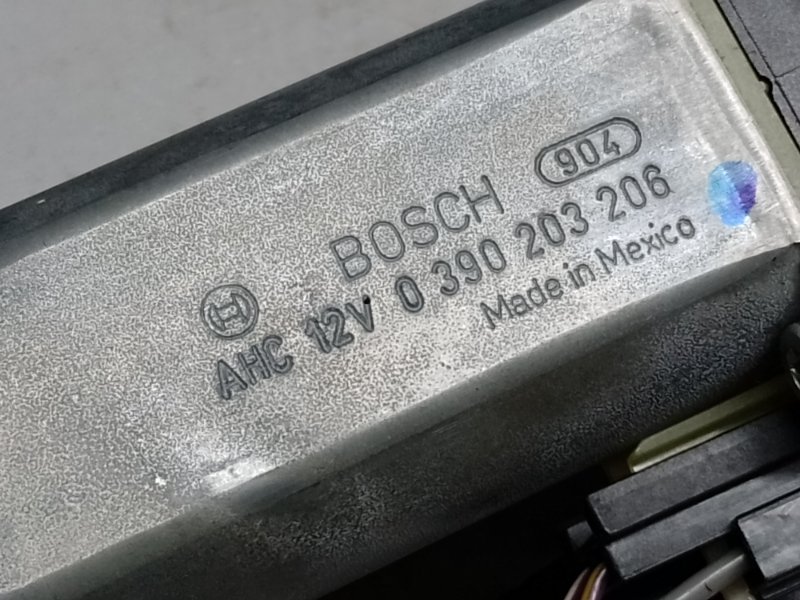 904
BOSCH
AHC 12V 0 390 203 206
Made in Mexico